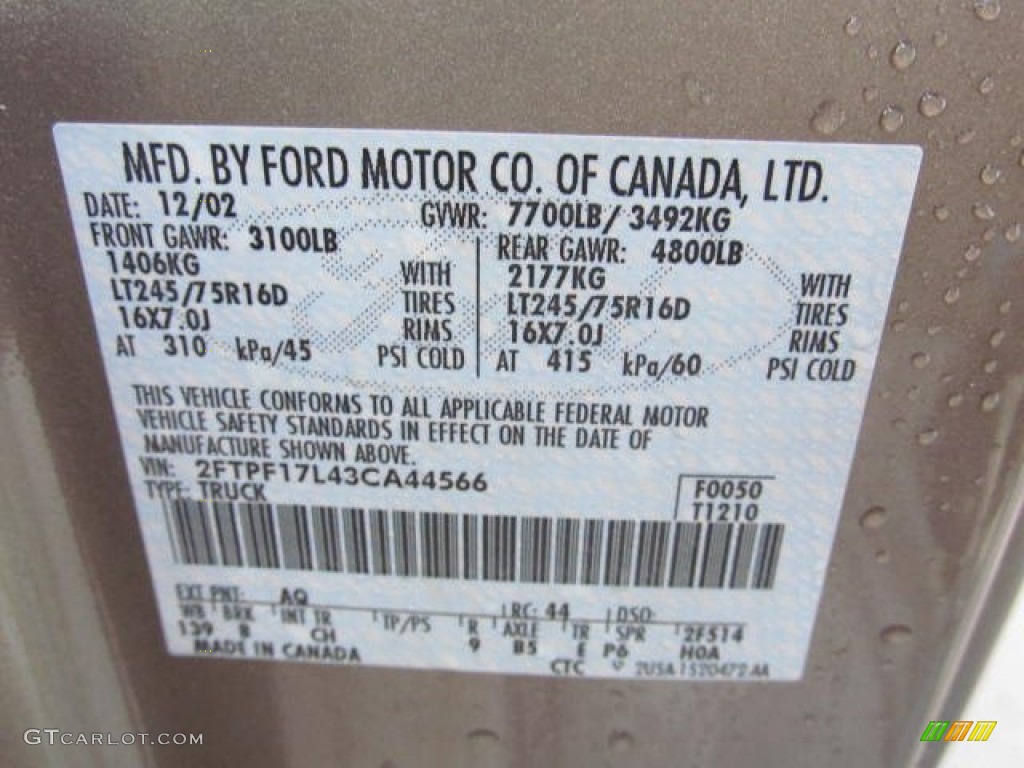 MFD. BY FORD MOTOR CO. OF CANADA, LTD.
DATE: 12/02 GVWR: 7700LB/ 3492KG
FRONT GAWR: 3100LB REAR GAWR: 4800LB
1406KG WITH 2177KG WITH
LT245/75R16D TIRES LT245/75R16D TIRES
16X7.0J RIMS 16X7.0J RIMS
AT 310 kPa/45 PSI COLD AT 415 kPa/60 PSI COLD
THIS VEHICLE CONFORMS TO ALL APPLICABLE FEDERAL MOTOR
VEHICLE SAFETY STANDARDS IN EFFECT ON THE DATE OF
MANUFACTURE SHOWN ABOVE.
VIN: 2FTPF17L43CA44566
TYPE: TRUCK
F0050
T1210
EXT PNT: AQ RC: 44 DSO:
WB BRK INT TR TP/PS R AXLE TR SPR 2F514
139 B CH 9 B5 E P6 H0A
MADE IN CANADA CTC
GTCARLOT.COM